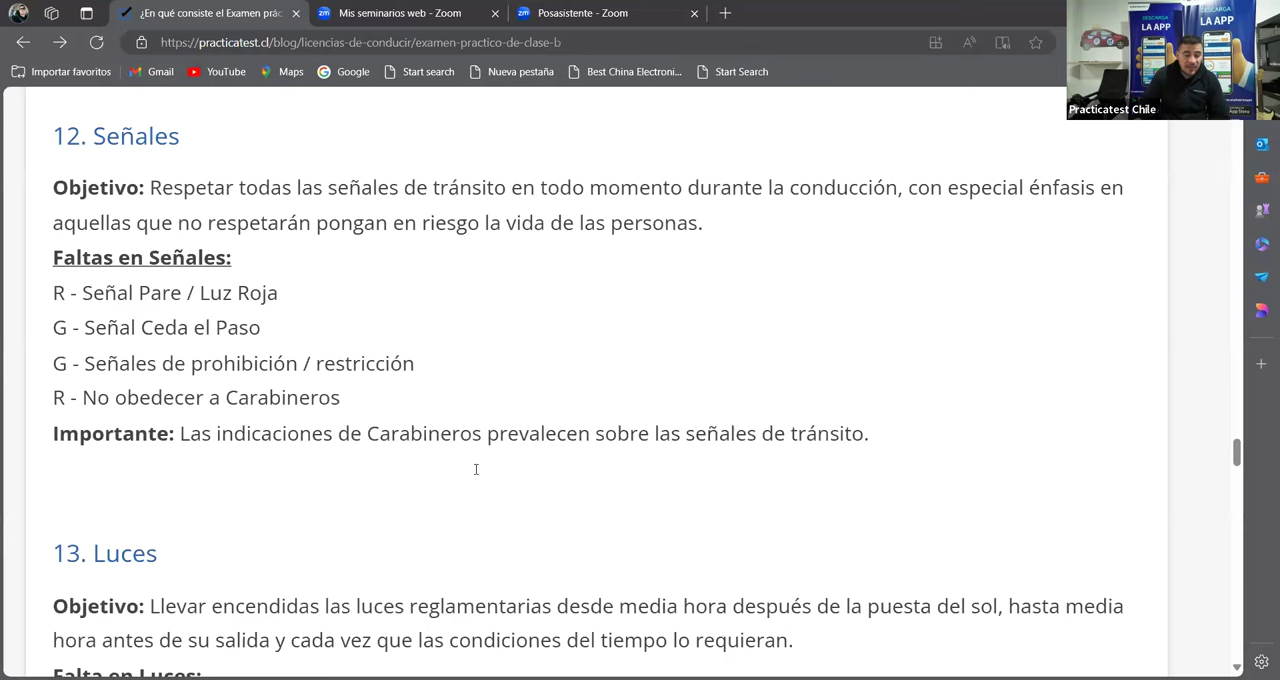 ¿En qué consiste el Examen prác
Mis seminarios web - Zoom
Posasistente - Zoom
https://practicatest.cl/blog/licencias-de-conducir/examen-practico-de-clase-b
Importar favoritos
Gmail
YouTube
Maps
Google
Start search
Nueva pestaña
Best China Electroni...
Start Search
DESCARGA
LA APP
DESCARGA
LA APP
Practicatest Chile
12. Señales
Objetivo: Respetar todas las señales de tránsito en todo momento durante la conducción, con especial énfasis en
aquellas que no respetarán pongan en riesgo la vida de las personas.
Faltas en Señales:
R - Señal Pare / Luz Roja
G - Señal Ceda el Paso
G - Señales de prohibición / restricción
R - No obedecer a Carabineros
Importante: Las indicaciones de Carabineros prevalecen sobre las señales de tránsito.
13. Luces
Objetivo: Llevar encendidas las luces reglamentarias desde media hora después de la puesta del sol, hasta media
hora antes de su salida y cada vez que las condiciones del tiempo lo requieran.
Falta en Luces: